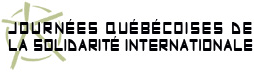 JOURNÉES QUÉBÉCOISES DE
LA SOLIDARITÉ INTERNATIONALE